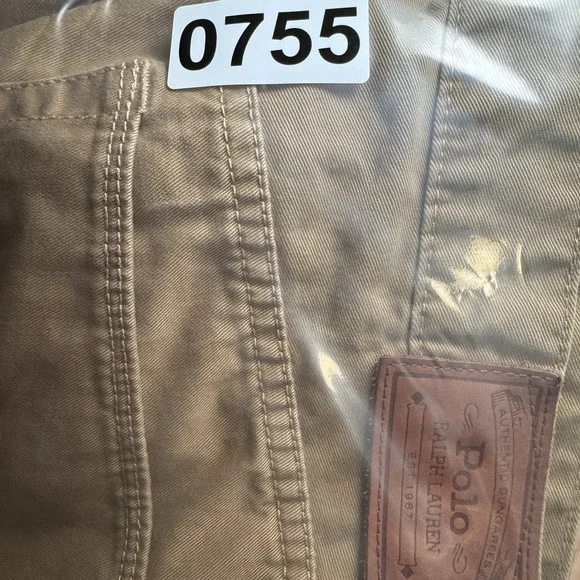 0755
AUTHENTIC DUNGAREES
Polo
RALPH LAUREN
EST. 1967